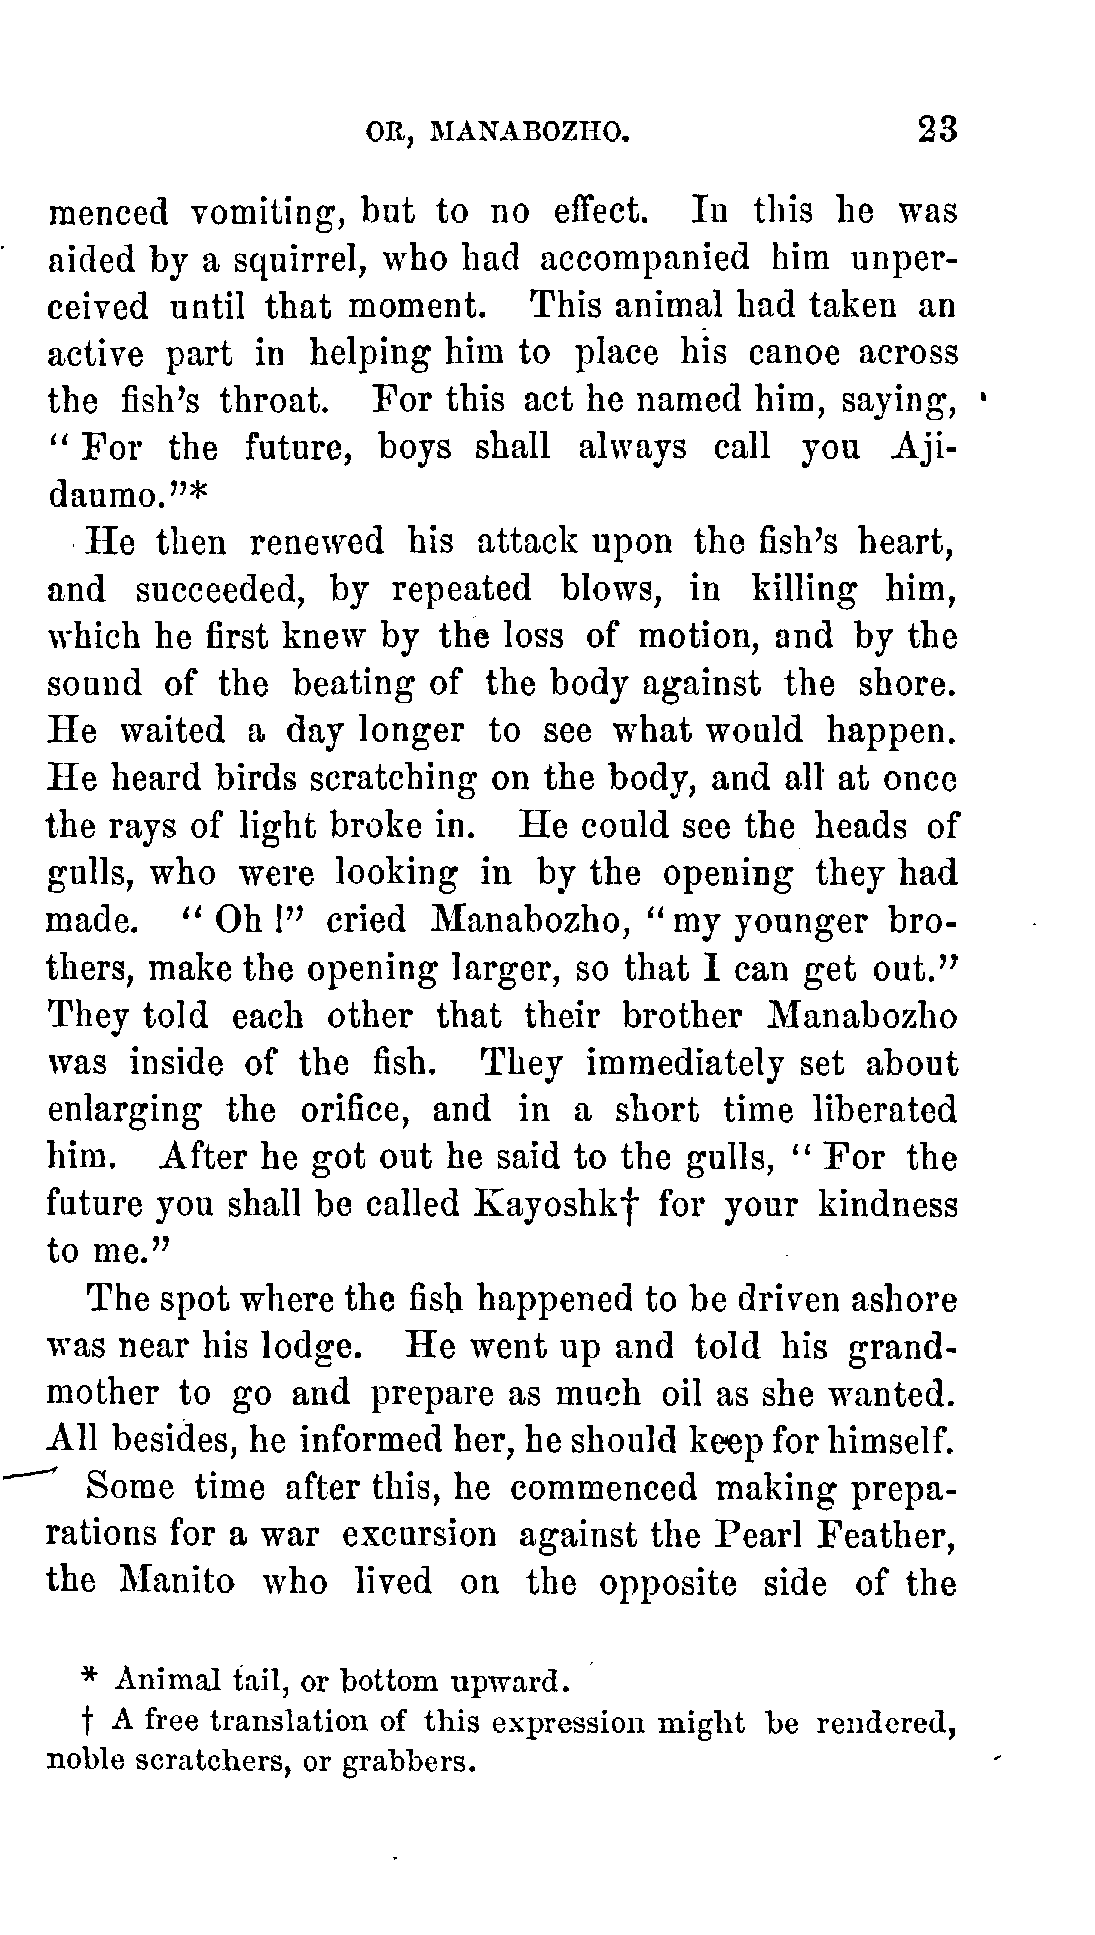 OR, MANABOZHO. 23
menced vomiting, but to no effect. In this he was
aided by a squirrel, who had accompanied him unper-
ceived until that moment. This animal had taken an
active part in helping him to place his canoe across
the fish's throat. For this act he named him, saying,
"For the future, boys shall always call you Aji-
daumo."*
He then renewed his attack upon the fish's heart,
and succeeded, by repeated blows, in killing him,
which he first knew by the loss of motion, and by the
sound of the beating of the body against the shore.
He waited a day longer to see what would happen.
He heard birds scratching on the body, and all at once
the rays of light broke in. He could see the heads of
gulls, who were looking in by the opening they had
made. "Oh!" cried Manabozho, "my younger bro-
thers, make the opening larger, so that I can get out."
They told each other that their brother Manabozho
was inside of the fish. They immediately set about
enlarging the orifice, and in a short time liberated
him. After he got out he said to the gulls, "For the
future you shall be called Kayoshk† for your kindness
to me."
The spot where the fish happened to be driven ashore
was near his lodge. He went up and told his grand-
mother to go and prepare as much oil as she wanted.
All besides, he informed her, he should keep for himself.
Some time after this, he commenced making prepa-
rations for a war excursion against the Pearl Feather,
the Manito who lived on the opposite side of the
* Animal tail, or bottom upward.
† A free translation of this expression might be rendered,
noble scratchers, or grabbers.